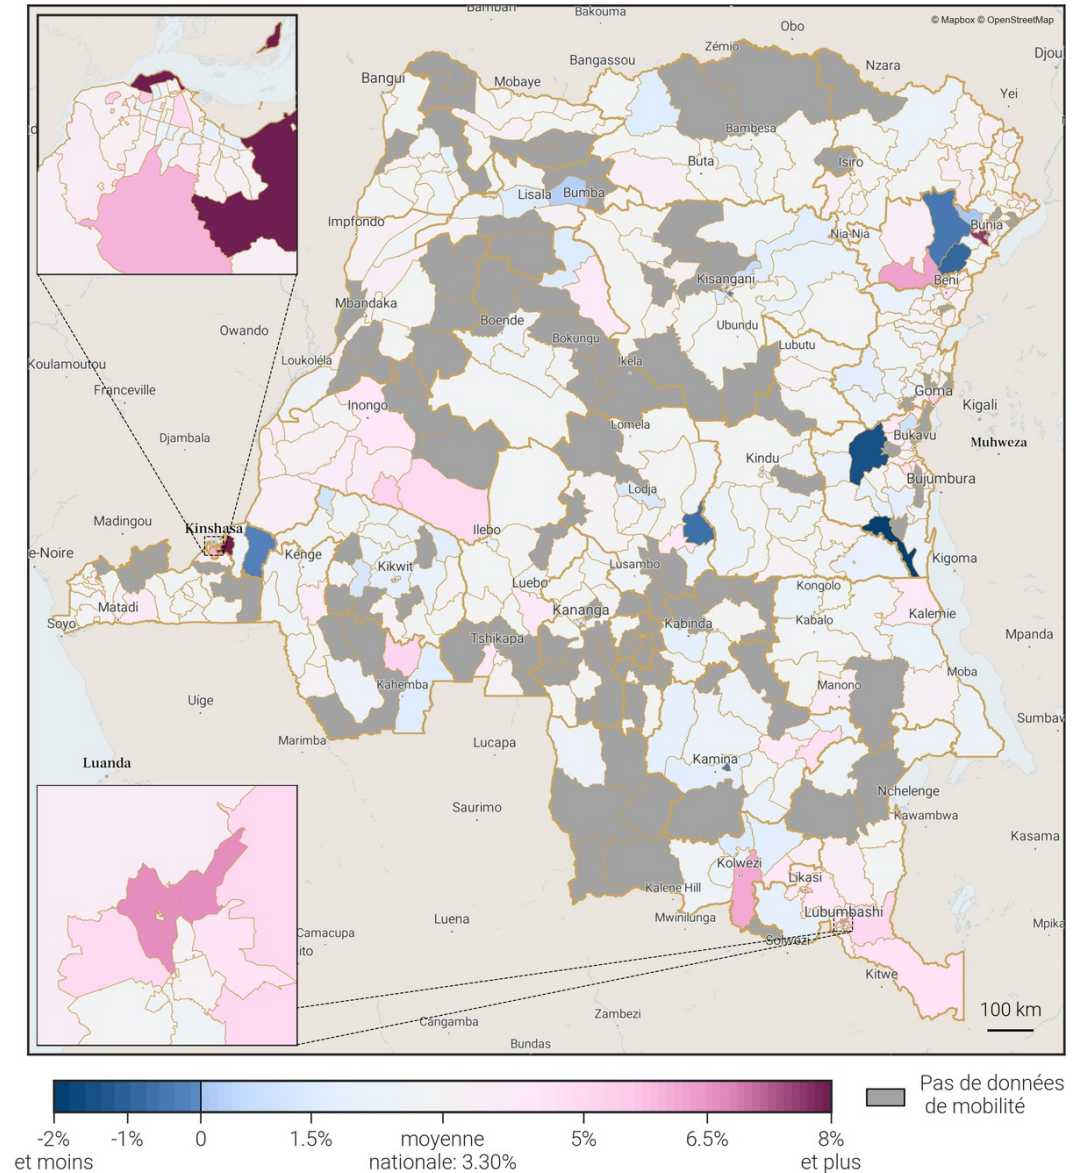 Bambari
Bakouma
© Mapbox © OpenStreetMap
Obo
Zémio
Bangassou
Nzara
Djou
Bangui
Mobaye
Yei
Bambesa
Buta
Isiro
Lisala
Bumba
Impfondo
Nia-Nia
Bunia
Kisangani
Beni
Mbandaka
Boende
Ubundu
Owando
Bokungu
Lubutu
Koulamoutou
Loukoléla
Ikela
Franceville
Goma
Kigali
Inongo
Lomela
Djambala
Bukavu
Muhweza
Kindu
Bujumbura
Lodja
Madingou
Kinshasa
Ilebo
e-Noire
Kenge
Kikwit
Lusambo
Kigoma
Luebo
Kongolo
Matadi
Kananga
Kalemie
Soyo
Kabinda
Kabalo
Tshikapa
Mpanda
Moba
Kahemba
Manono
Uíge
Sumbaw
Marimba
Lucapa
Luanda
Kamina
Nchelenge
Saurimo
Kawambwa
Kasama
Kolwezi
Likasi
Kalene Hill
Luena
Mwinilunga
Lubumbashi
Mpika
Camacupa
Solwezi
ito
Kitwe
100 km
Cangamba
Zambezi
Bundas
Pas de données
de mobilité
-2%
et moins
-1%
0
1.5%
moyenne
nationale: 3.30%
5%
6.5%
8%
et plus